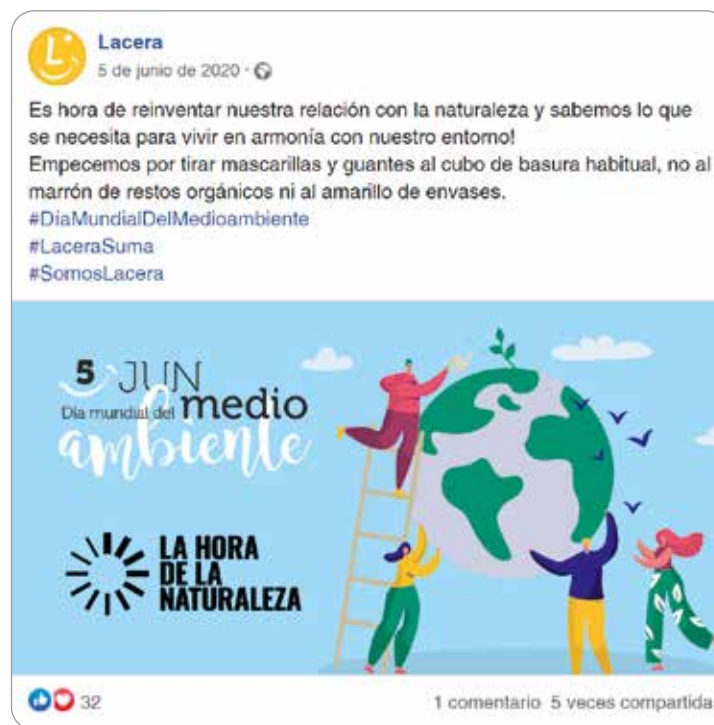 Lacera
5 de junio de 2020 ·
Es hora de reinventar nuestra relación con la naturaleza y sabemos lo que
se necesita para vivir en armonía con nuestro entorno!
Empecemos por tirar mascarillas y guantes al cubo de basura habitual, no al
marrón de restos orgánicos ni al amarillo de envases.
#DíaMundialDelMedioambiente
#LaceraSuma
#SomosLacera
5 JUN
Día mundial del medio
ambiente
LA HORA
DE LA
NATURALEZA
32
1 comentario 5 veces compartida